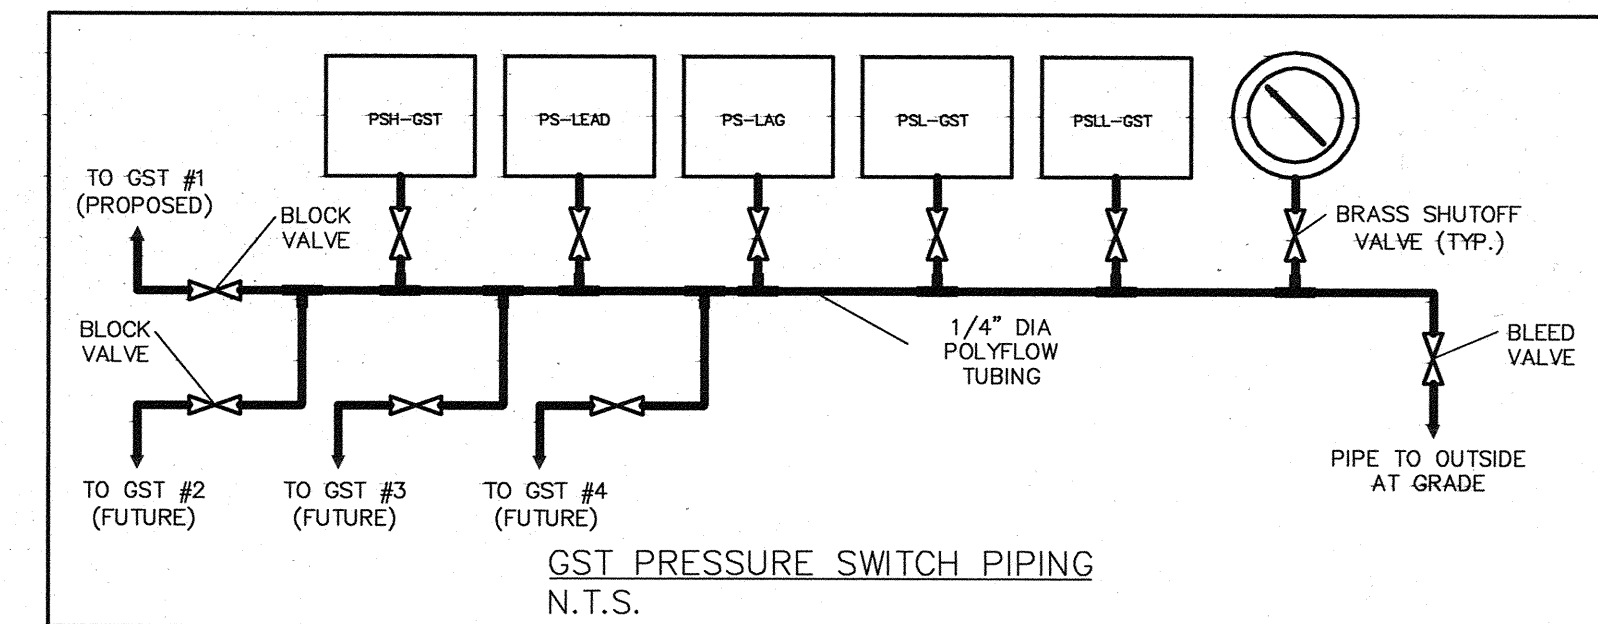 PSH-GST
PS-LEAD
PS-LAG
PSL-GST
PSLL-GST
TO GST #1
(PROPOSED)
BLOCK
VALVE
BRASS SHUTOFF
VALVE (TYP.)
BLOCK
VALVE
1/4" DIA
POLYFLOW
TUBING
BLEED
VALVE
PIPE TO OUTSIDE
AT GRADE
TO GST #2
(FUTURE)
TO GST #3
(FUTURE)
TO GST #4
(FUTURE)
GST PRESSURE SWITCH PIPING
N.T.S.